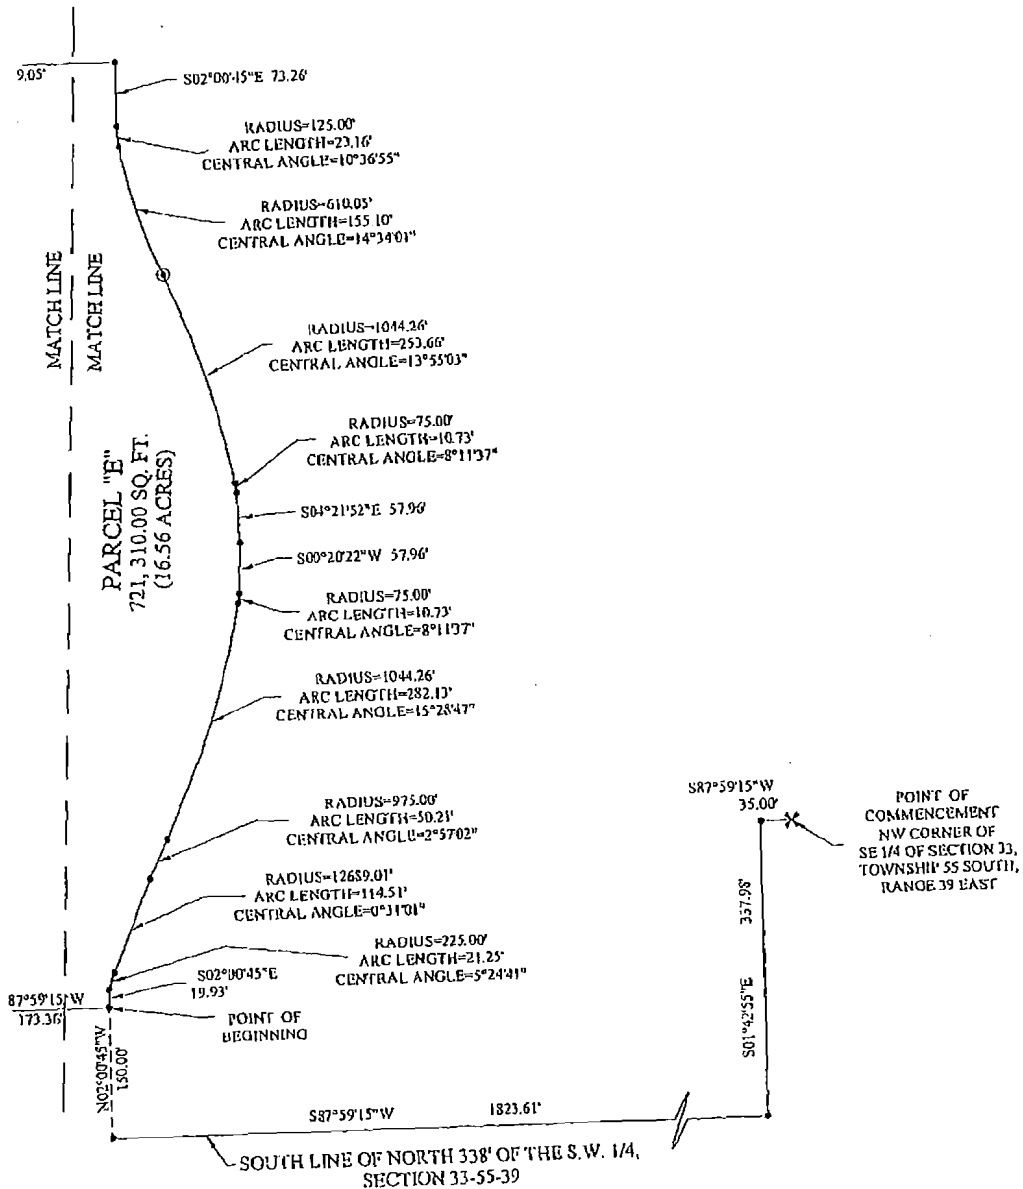 9.05'
S02°00'45"E 73.26'
RADIUS=125.00'
ARC LENGTH=23.16'
CENTRAL ANGLE=10°36'55"
RADIUS=610.05'
ARC LENGTH=155.10'
CENTRAL ANGLE=14°34'01"
MATCH LINE
MATCH LINE
RADIUS=1044.26'
ARC LENGTH=253.66'
CENTRAL ANGLE=13°55'03"
RADIUS=75.00'
ARC LENGTH=10.73'
CENTRAL ANGLE=8°11'37"
PARCEL "E"
721, 310.00 SQ. FT.
(16.56 ACRES)
S04°21'52"E 57.96'
S00°20'22"W 57.96'
RADIUS=75.00'
ARC LENGTH=10.73'
CENTRAL ANGLE=8°11'37"
RADIUS=1044.26'
ARC LENGTH=282.13'
CENTRAL ANGLE=15°28'47"
RADIUS=975.00'
ARC LENGTH=50.21'
CENTRAL ANGLE=2°57'02"
RADIUS=12689.01'
ARC LENGTH=114.51'
CENTRAL ANGLE=0°31'01"
RADIUS=225.00'
ARC LENGTH=21.25'
CENTRAL ANGLE=5°24'41"
S02°00'45"E
19.93'
87°59'15"W
173.36'
POINT OF
BEGINNING
N02°00'45"W
150.00'
S87°59'15"W
35.00'
POINT OF
COMMENCEMENT
NW CORNER OF
SE 1/4 OF SECTION 33,
TOWNSHIP 55 SOUTH,
RANGE 39 EAST
S01°42'55"E 337.98'
S87°59'15"W 1823.61'
SOUTH LINE OF NORTH 338' OF THE S.W. 1/4,
SECTION 33-55-39